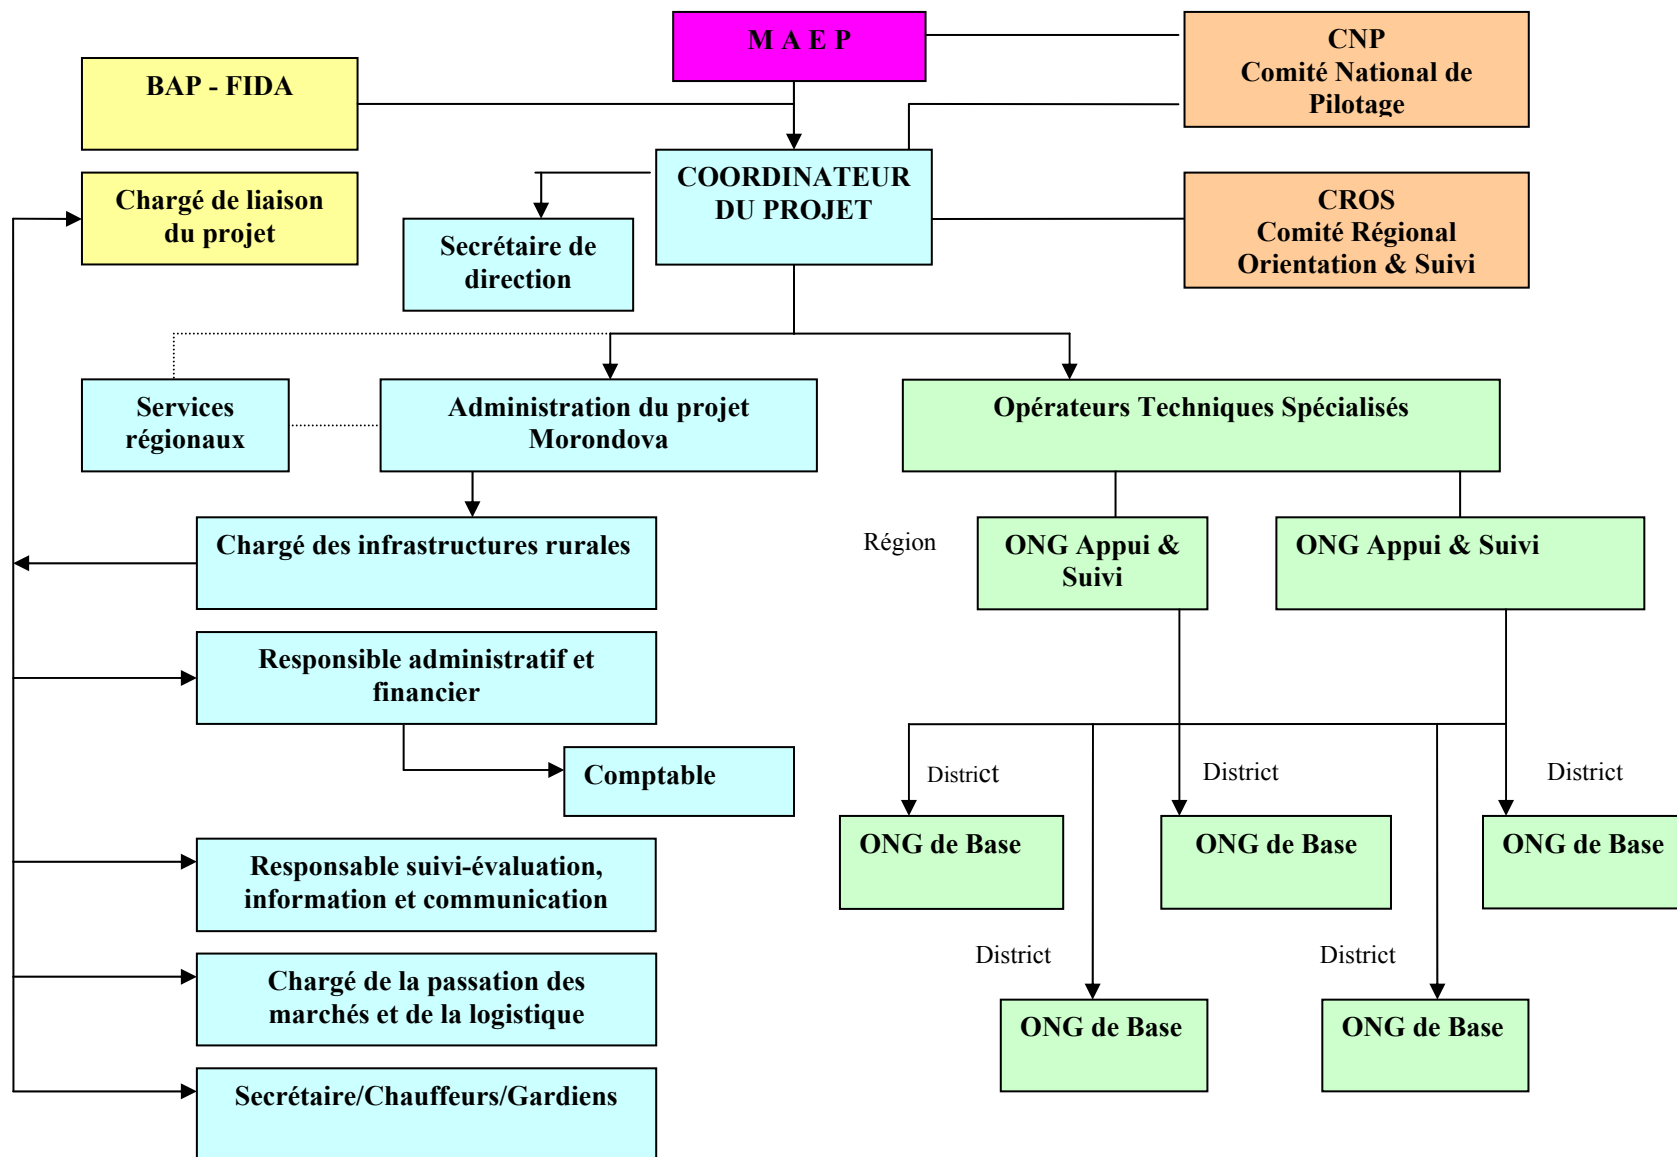 M A E P
CNP
Comité National de
Pilotage
BAP - FIDA
COORDINATEUR
DU PROJET
Chargé de liaison
du projet
CROS
Comité Régional
Orientation & Suivi
Secrétaire de
direction
Services
régionaux
Administration du projet
Morondova
Opérateurs Techniques Spécialisés
Chargé des infrastructures rurales
Région
ONG Appui &
Suivi
ONG Appui & Suivi
Responsible administratif et
financier
Comptable
District
District
District
ONG de Base
ONG de Base
ONG de Base
Responsable suivi-évaluation,
information et communication
District
District
Chargé de la passation des
marchés et de la logistique
ONG de Base
ONG de Base
Secrétaire/Chauffeurs/Gardiens